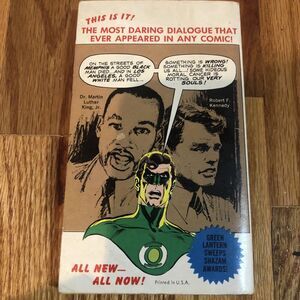 THIS IS IT!
THE MOST DARING DIALOGUE THAT
EVER APPEARED IN ANY COMIC!
ON THE STREETS OF
MEMPHIS A GOOD BLACK
MAN DIED... AND IN LOS
ANGELES, A GOOD
WHITE MAN FELL...
SOMETHING IS WRONG!
SOMETHING IS KILLING
US ALL! SOME HIDEOUS
MORAL CANCER IS
ROTTING OUR VERY
SOULS!
Dr. Martin
Luther
King, Jr.
Robert F.
Kennedy
GREEN
LANTERN
SWEEPS
SHAZAM
AWARDS!
ALL NEW—
ALL NOW!
Printed in U.S.A.